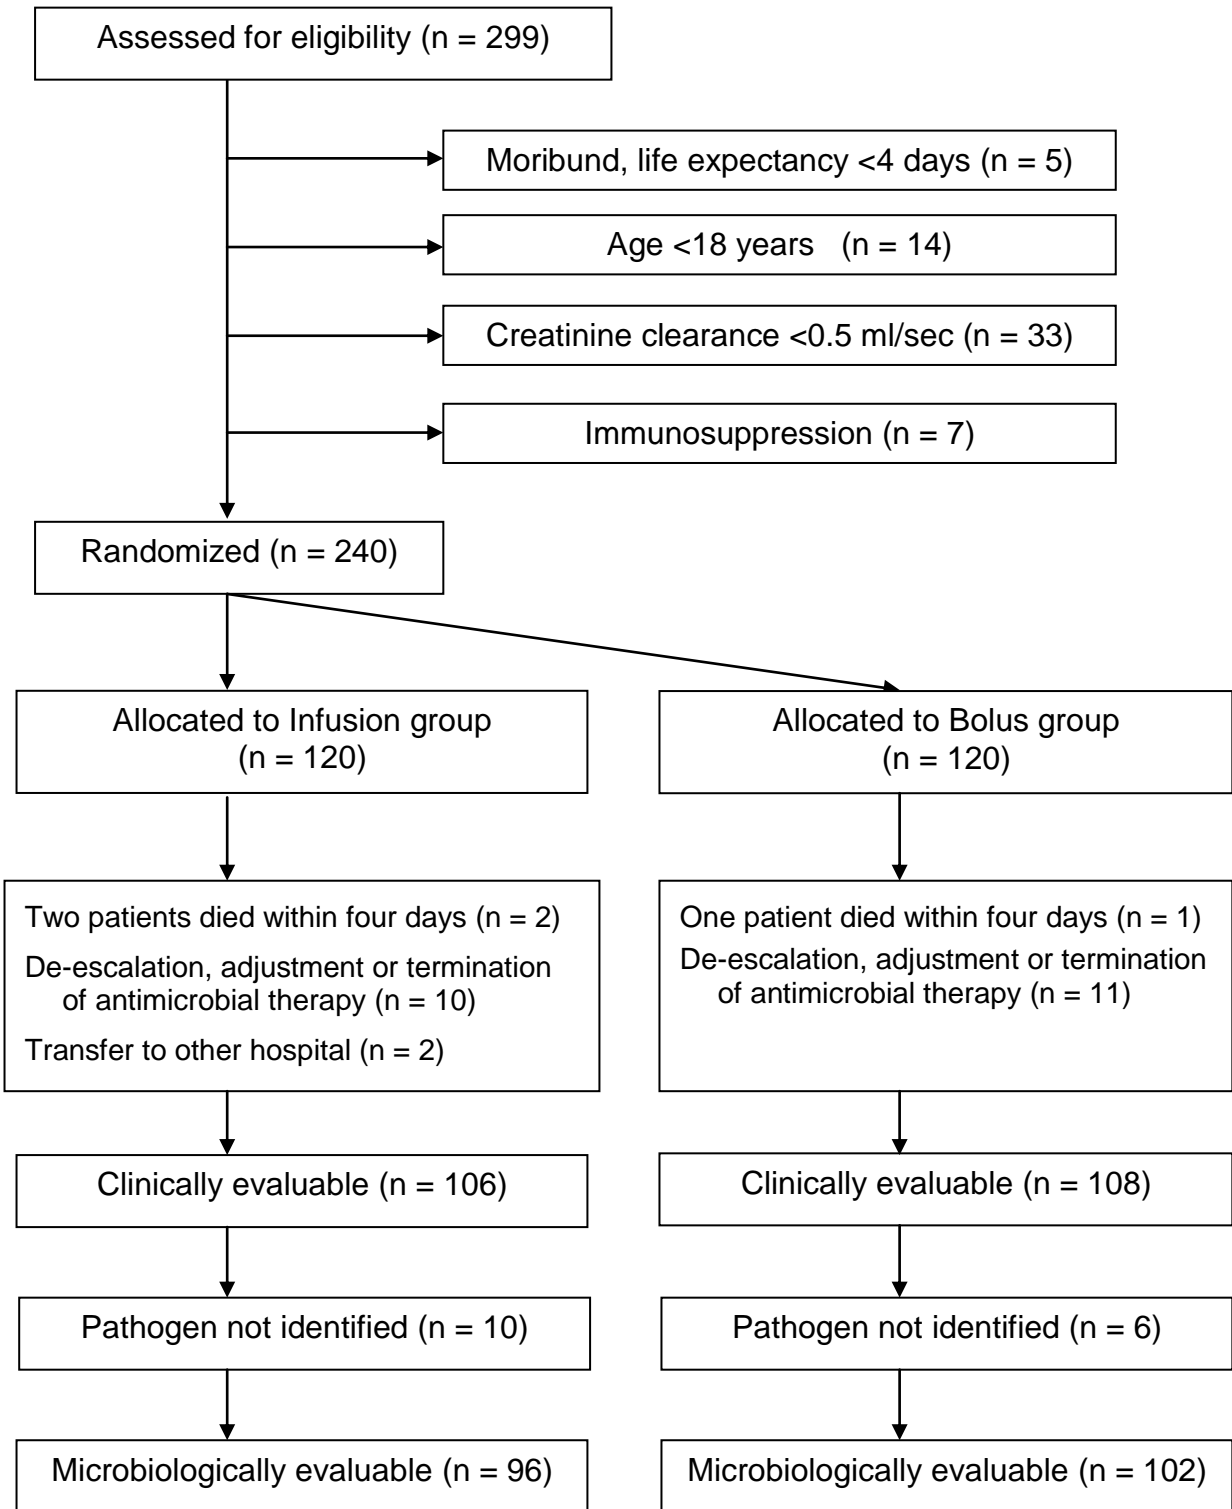 Assessed for eligibility (n = 299)
Moribund, life expectancy <4 days (n = 5)
Age <18 years (n = 14)
Creatinine clearance <0.5 ml/sec (n = 33)
Immunosuppression (n = 7)
Randomized (n = 240)
Allocated to Infusion group
(n = 120)
Allocated to Bolus group
(n = 120)
Two patients died within four days (n = 2)
De-escalation, adjustment or termination
of antimicrobial therapy (n = 10)
Transfer to other hospital (n = 2)
One patient died within four days (n = 1)
De-escalation, adjustment or termination
of antimicrobial therapy (n = 11)
Clinically evaluable (n = 106)
Clinically evaluable (n = 108)
Pathogen not identified (n = 10)
Pathogen not identified (n = 6)
Microbiologically evaluable (n = 96)
Microbiologically evaluable (n = 102)